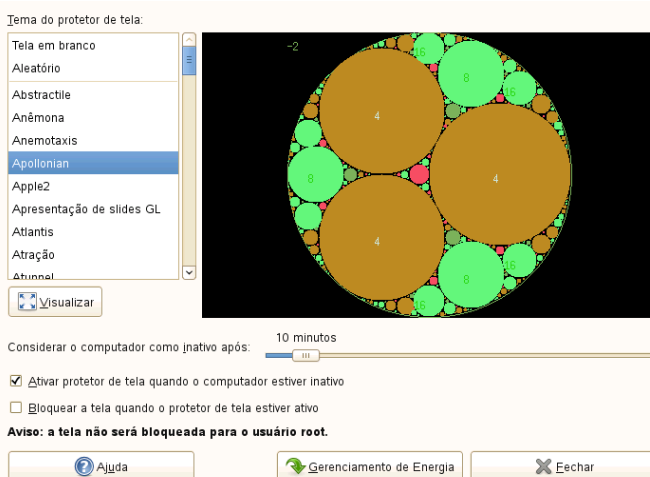 Tema do protetor de tela:
Tela em branco
Aleatório
Abstractile
Anêmona
Anemotaxis
Apollonian
Apple2
Apresentação de slides GL
Atlantis
Atração
Atunnel
Visualizar
-2
16
8
16
4
4
8
4
16
8
16
Considerar o computador como inativo após:
10 minutos
Ativar protetor de tela quando o computador estiver inativo
Bloquear a tela quando o protetor de tela estiver ativo
Aviso: a tela não será bloqueada para o usuário root.
Ajuda
Gerenciamento de Energia
Fechar